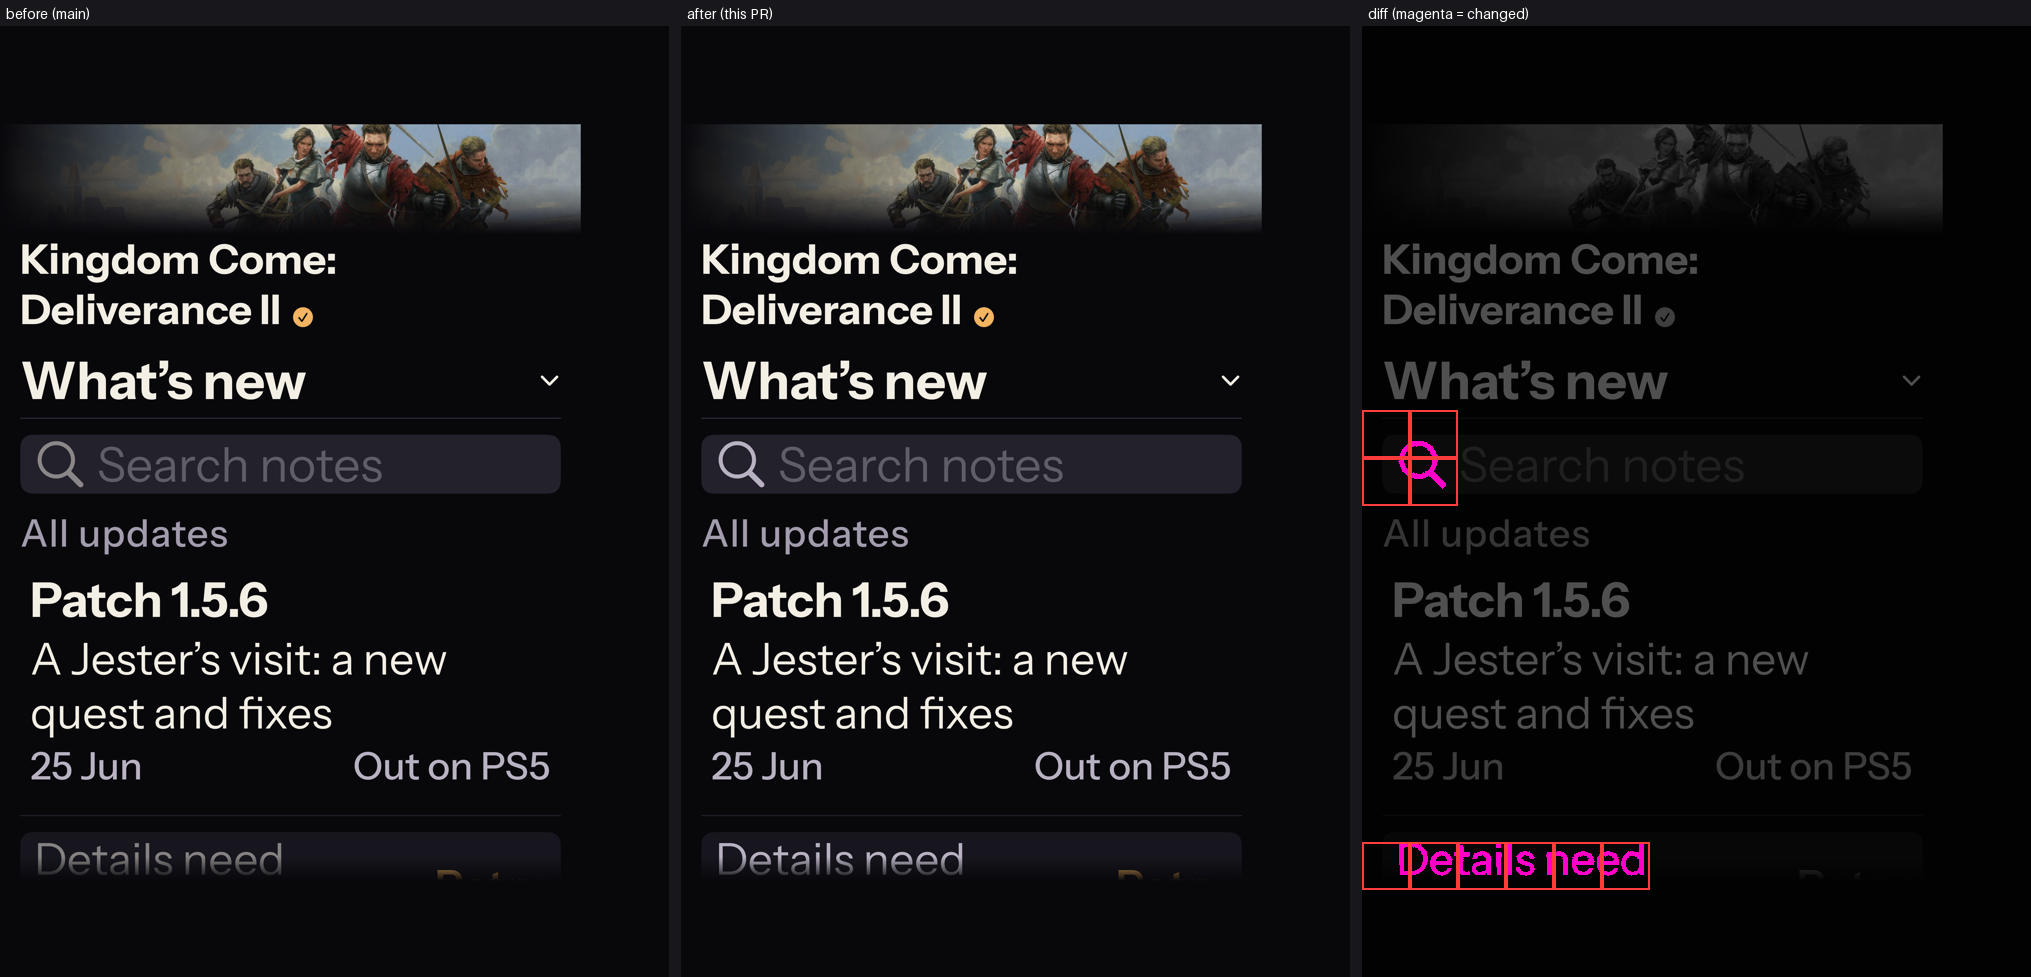 before (main)
after (this PR)
diff (magenta = changed)
Kingdom Come:
Deliverance II
What's new
Search notes
All updates
Patch 1.5.6
A Jester's visit: a new
quest and fixes
25 Jun
Out on PS5
Details need
Kingdom Come:
Deliverance II
What's new
Search notes
All updates
Patch 1.5.6
A Jester's visit: a new
quest and fixes
25 Jun
Out on PS5
Details need
Kingdom Come:
Deliverance II
What's new
Search notes
All updates
Patch 1.5.6
A Jester's visit: a new
quest and fixes
25 Jun
Out on PS5
Details need